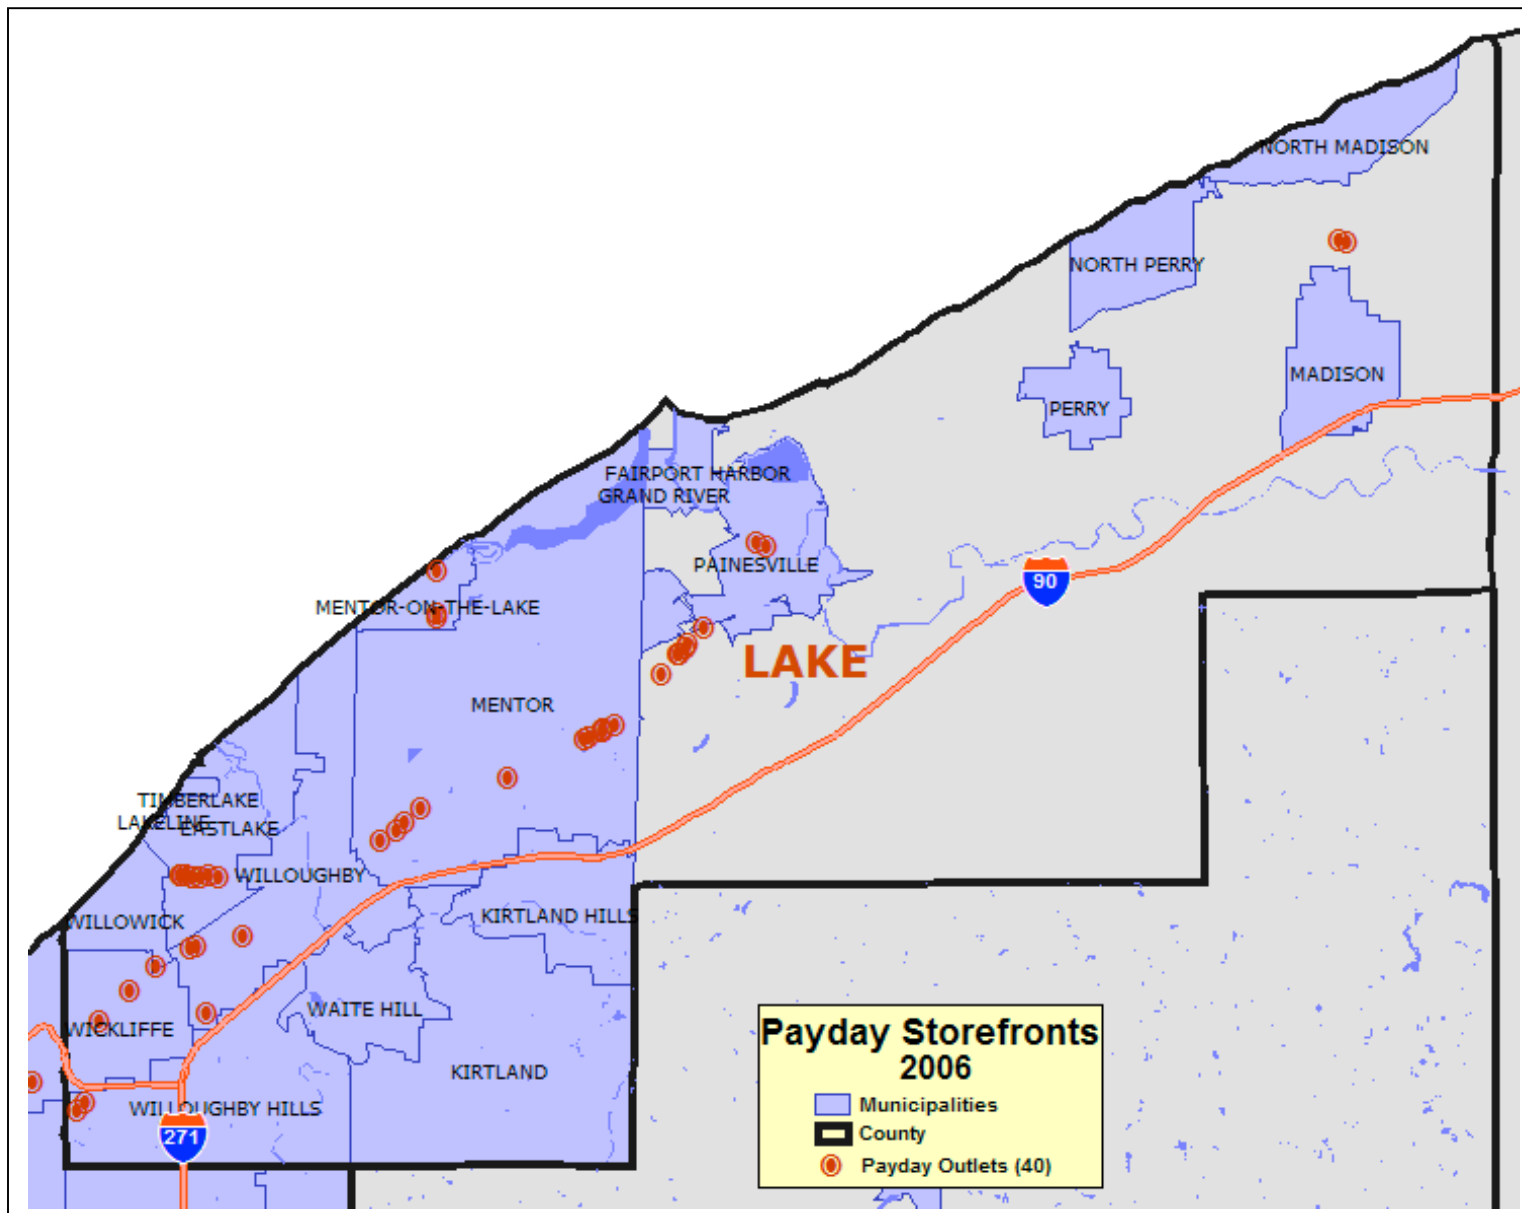 NORTH MADISON
NORTH PERRY
MADISON
PERRY
FAIRPORT HARBOR
GRAND RIVER
PAINESVILLE
90
MENTOR-ON-THE-LAKE
LAKE
MENTOR
TIMBERLAKE
LAKELINE
EASTLAKE
WILLOUGHBY
WILLOWICK
KIRTLAND HILLS
WAITE HILL
WICKLIFFE
KIRTLAND
WILLOUGHBY HILLS
271
Payday Storefronts
2006
Municipalities
County
Payday Outlets (40)